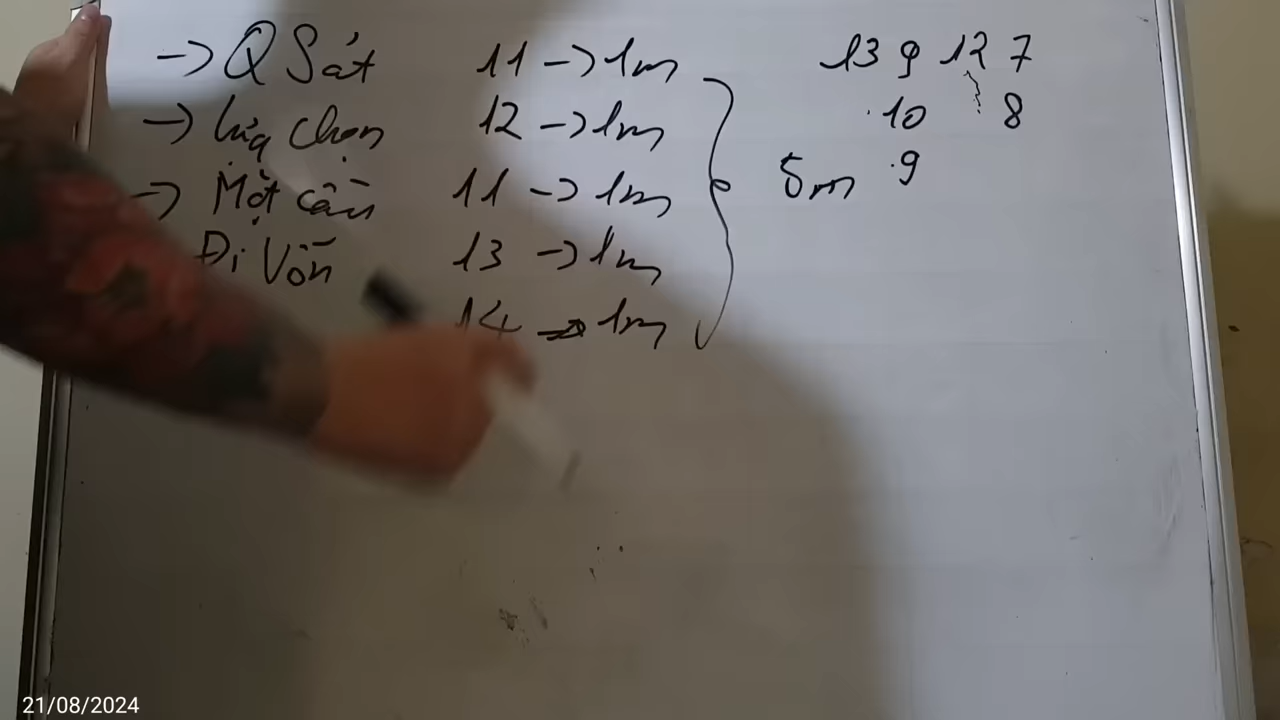 → Q Sát 11 → 1m 13 9 12 7
→ lựa chọn 12 → 1m 10 8
→ Một cần 11 → 1m 5m 9
Đi Vốn 13 → 1m
14 → 1m
21/08/2024